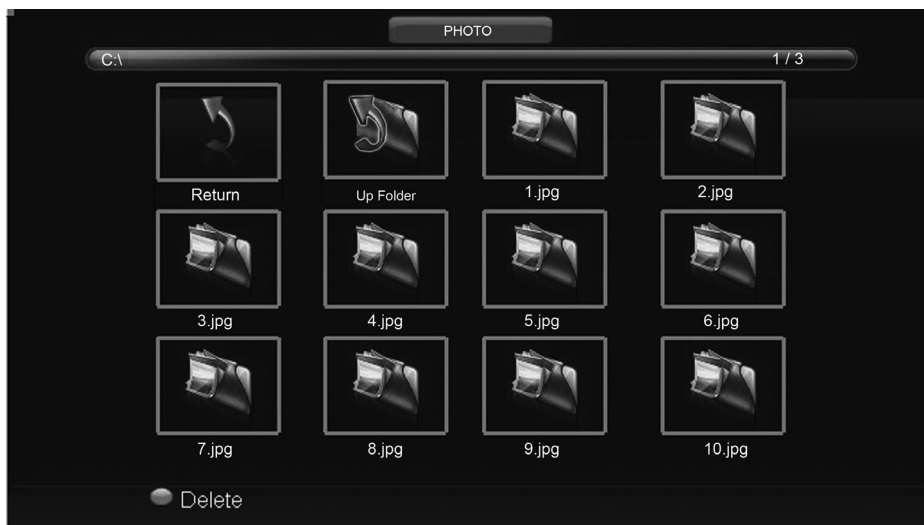 PHOTO
C:\ 1 / 3
Return Up Folder 1.jpg 2.jpg
3.jpg 4.jpg 5.jpg 6.jpg
7.jpg 8.jpg 9.jpg 10.jpg
Delete